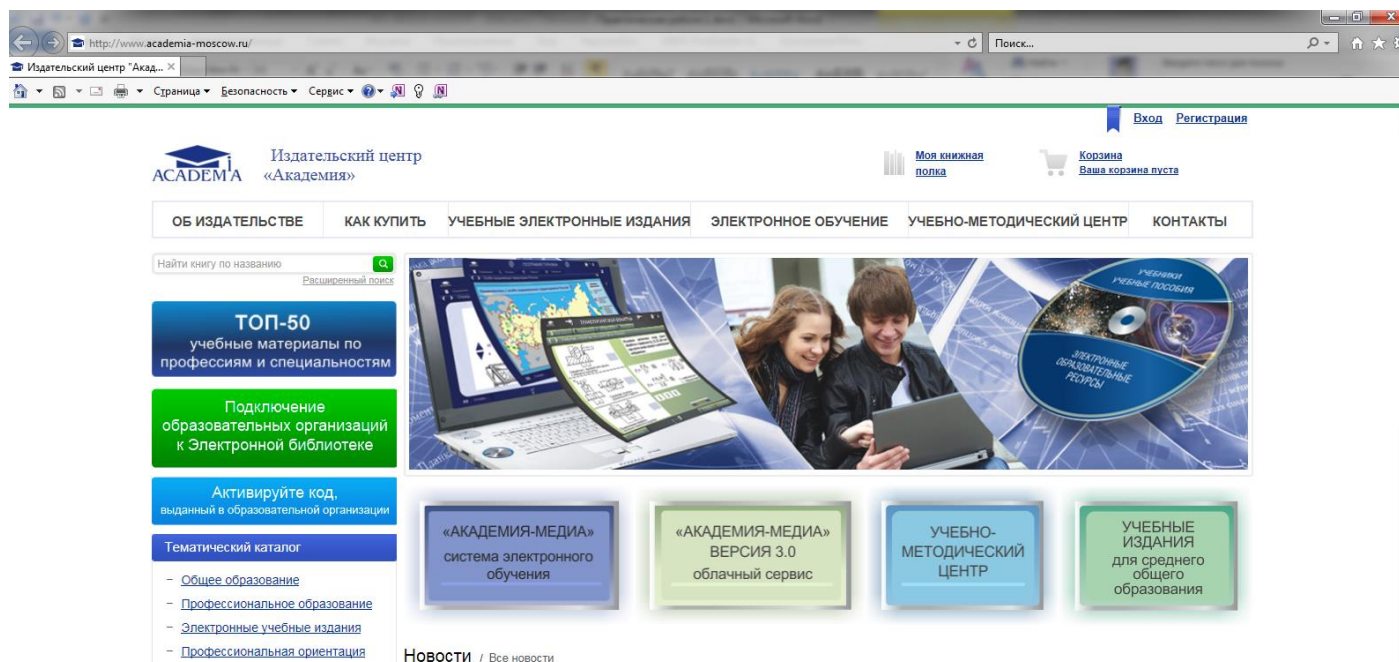 http://www.academia-moscow.ru/
Поиск...
Издательский центр "Акад...
Страница Безопасность Сервис
Вход Регистрация
ACADEM'A
Издательский центр
«Академия»
Моя книжная
полка
Корзина
Ваша корзина пуста
ОБ ИЗДАТЕЛЬСТВЕ КАК КУПИТЬ УЧЕБНЫЕ ЭЛЕКТРОННЫЕ ИЗДАНИЯ ЭЛЕКТРОННОЕ ОБУЧЕНИЕ УЧЕБНО-МЕТОДИЧЕСКИЙ ЦЕНТР КОНТАКТЫ
Найти книгу по названию
Расширенный поиск
ТОП-50
учебные материалы по
профессиям и специальностям
Подключение
образовательных организаций
к Электронной библиотеке
Активируйте код,
выданный в образовательной организации
Тематический каталог
– Общее образование
– Профессиональное образование
– Электронные учебные издания
– Профессиональная ориентация
УЧЕБНИКИ
УЧЕБНЫЕ ПОСОБИЯ
ЭЛЕКТРОННЫЕ
ОБРАЗОВАТЕЛЬНЫЕ
РЕСУРСЫ
«АКАДЕМИЯ-МЕДИА»
система электронного
обучения
«АКАДЕМИЯ-МЕДИА»
ВЕРСИЯ 3.0
облачный сервис
УЧЕБНО-
МЕТОДИЧЕСКИЙ
ЦЕНТР
УЧЕБНЫЕ
ИЗДАНИЯ
для среднего
общего
образования
Новости / Все новости